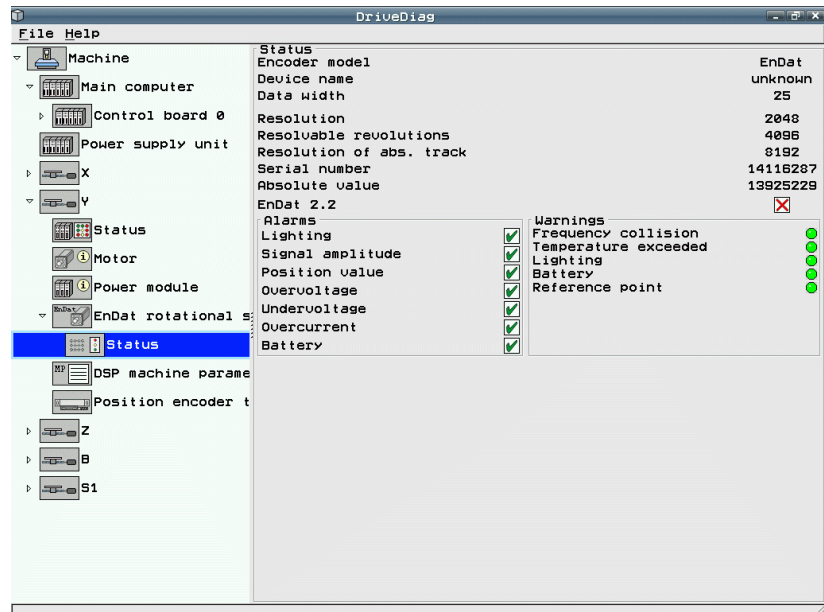 DriveDiag
File Help
Machine
Main computer
Control board 0
Power supply unit
X
Y
Status
Motor
Power module
EnDat
EnDat rotational s
Status
MP
DSP machine parame
Position encoder t
Z
B
S1
Status
Encoder model EnDat
Device name unknown
Data width 25
Resolution 2048
Resolvable revolutions 4096
Resolution of abs. track 8192
Serial number 14116287
Absolute value 13925229
EnDat 2.2
Alarms
Lighting
Signal amplitude
Position value
Overvoltage
Undervoltage
Overcurrent
Battery
Warnings
Frequency collision
Temperature exceeded
Lighting
Battery
Reference point